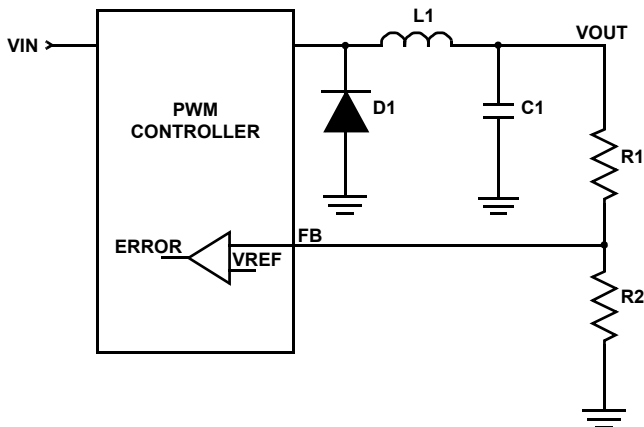 L1
VOUT
VIN
D1
C1
PWM
CONTROLLER
R1
FB
ERROR
VREF
R2